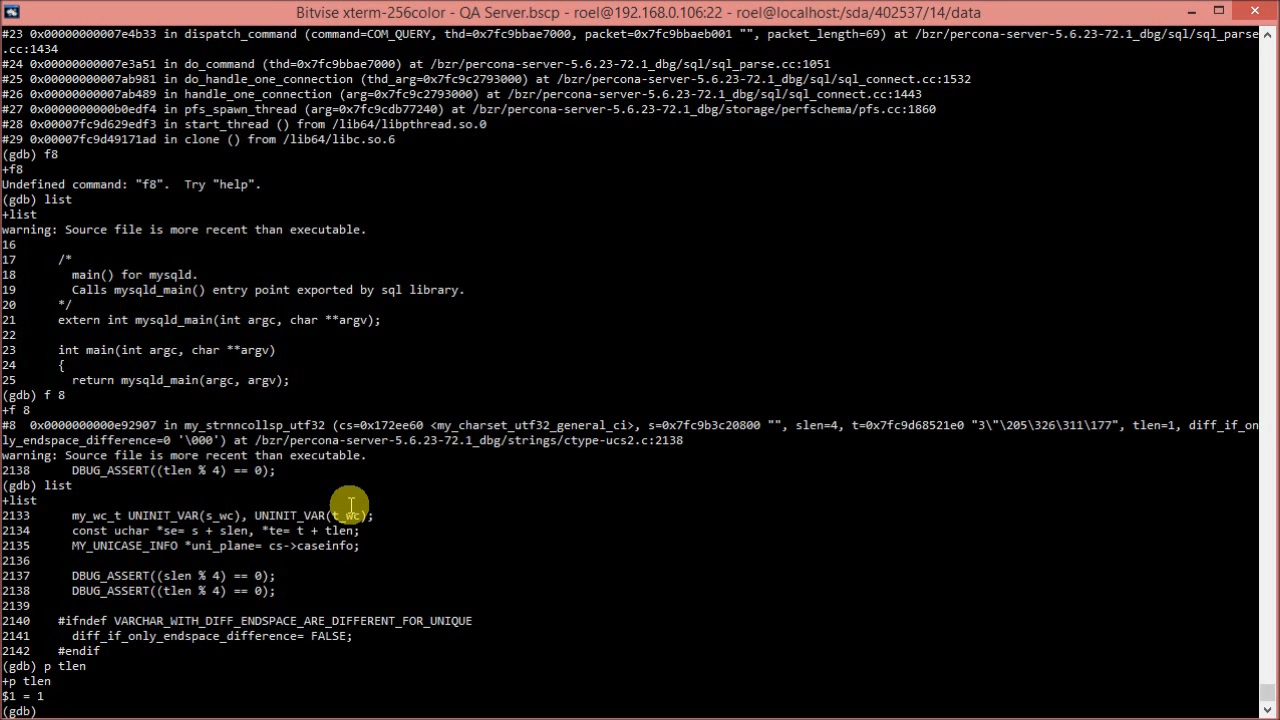 Bitvise xterm-256color - QA Server.bscp - roel@192.168.0.106:22 - roel@localhost:/sda/402537/14/data
#23 0x00000000007e4b33 in dispatch_command (command=COM_QUERY, thd=0x7fc9bbae7000, packet=0x7fc9bbaeb001 "", packet_length=69) at /bzr/percona-server-5.6.23-72.1_dbg/sql/sql_parse
.cc:1434
#24 0x00000000007e3a51 in do_command (thd=0x7fc9bbae7000) at /bzr/percona-server-5.6.23-72.1_dbg/sql/sql_parse.cc:1051
#25 0x00000000007ab981 in do_handle_one_connection (thd_arg=0x7fc9c2793000) at /bzr/percona-server-5.6.23-72.1_dbg/sql/sql_connect.cc:1532
#26 0x00000000007ab489 in handle_one_connection (arg=0x7fc9c2793000) at /bzr/percona-server-5.6.23-72.1_dbg/sql/sql_connect.cc:1443
#27 0x0000000000b0edf4 in pfs_spawn_thread (arg=0x7fc9cdb77240) at /bzr/percona-server-5.6.23-72.1_dbg/storage/perfschema/pfs.cc:1860
#28 0x00007fc9d629edf3 in start_thread () from /lib64/libpthread.so.0
#29 0x00007fc9d49171ad in clone () from /lib64/libc.so.6
(gdb) f8
+f8
Undefined command: "f8".  Try "help".
(gdb) list
+list
warning: Source file is more recent than executable.
16
17      /*
18        main() for mysqld.
19        Calls mysqld_main() entry point exported by sql library.
20      */
21      extern int mysqld_main(int argc, char **argv);
22
23      int main(int argc, char **argv)
24      {
25        return mysqld_main(argc, argv);
(gdb) f 8
+f 8
#8  0x0000000000e92907 in my_strnncollsp_utf32 (cs=0x172ee60 <my_charset_utf32_general_ci>, s=0x7fc9b3c20800 "", slen=4, t=0x7fc9d68521e0 "3\"\205\326\311\177", tlen=1, diff_if_on
ly_endspace_difference=0 '\000') at /bzr/percona-server-5.6.23-72.1_dbg/strings/ctype-ucs2.c:2138
warning: Source file is more recent than executable.
2138      DBUG_ASSERT((tlen % 4) == 0);
(gdb) list
+list
2133      my_wc_t UNINIT_VAR(s_wc), UNINIT_VAR(t_wc);
2134      const uchar *se= s + slen, *te= t + tlen;
2135      MY_UNICASE_INFO *uni_plane= cs->caseinfo;
2136
2137      DBUG_ASSERT((slen % 4) == 0);
2138      DBUG_ASSERT((tlen % 4) == 0);
2139
2140    #ifndef VARCHAR_WITH_DIFF_ENDSPACE_ARE_DIFFERENT_FOR_UNIQUE
2141      diff_if_only_endspace_difference= FALSE;
2142    #endif
(gdb) p tlen
+p tlen
$1 = 1
(gdb)